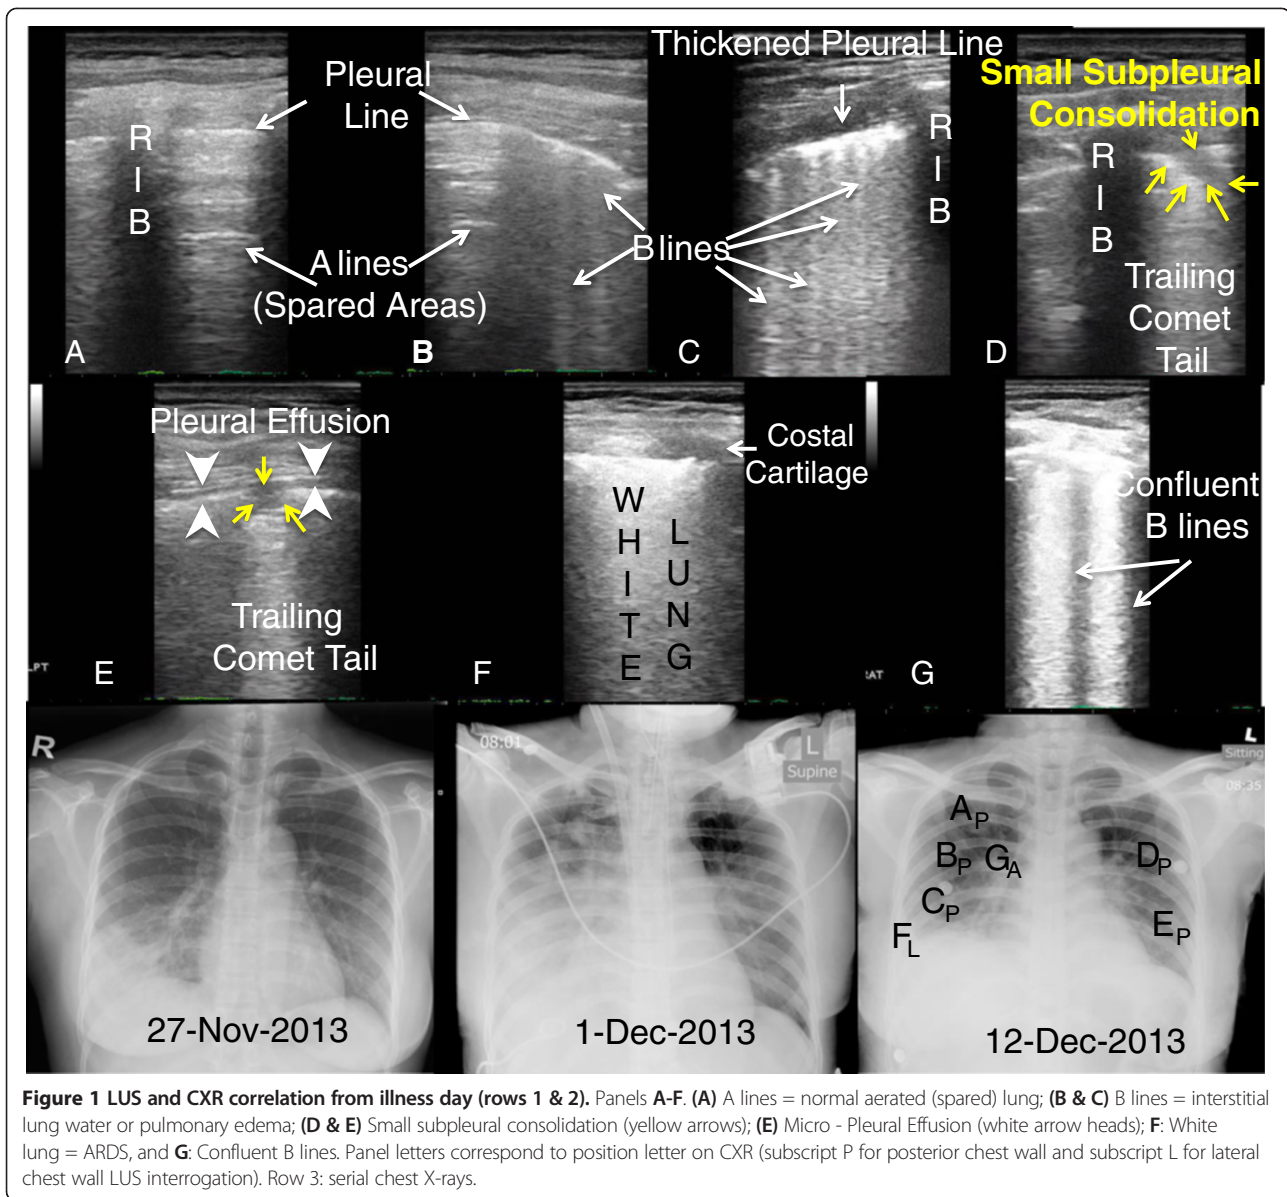 Pleural
Line
R
I
B
A lines
(Spared Areas)
A
B
B lines
Thickened Pleural Line
R
I
B
C
Small Subpleural
Consolidation
R
I
B
Trailing
Comet
Tail
D
Pleural Effusion
Trailing
Comet Tail
LPT
E
WHITE
LUNG
Costal
Cartilage
F
Confluent
B lines
RAT
G
R
27-Nov-2013
08:01
L
Supine
1-Dec-2013
L
Sitting
08:35
AP
BP GA
DP
CP
EP
FL
12-Dec-2013
Figure 1 LUS and CXR correlation from illness day (rows 1 & 2). Panels A-F. (A) A lines = normal aerated (spared) lung; (B & C) B lines = interstitial
lung water or pulmonary edema; (D & E) Small subpleural consolidation (yellow arrows); (E) Micro - Pleural Effusion (white arrow heads); F: White
lung = ARDS, and G: Confluent B lines. Panel letters correspond to position letter on CXR (subscript P for posterior chest wall and subscript L for lateral
chest wall LUS interrogation). Row 3: serial chest X-rays.